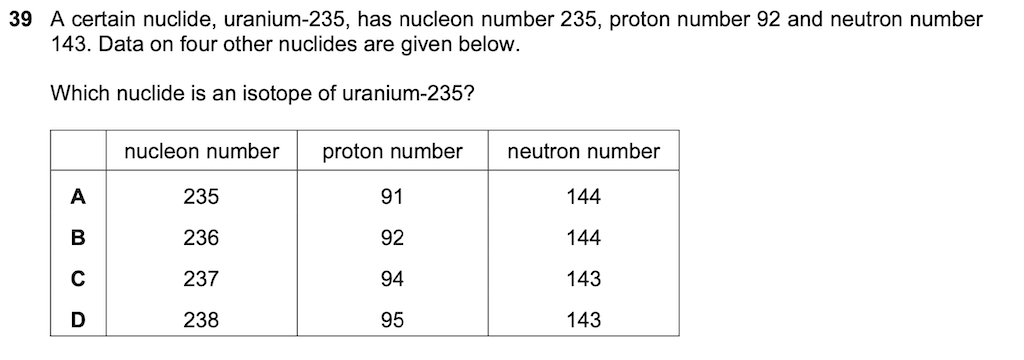 39 A certain nuclide, uranium-235, has nucleon number 235, proton number 92 and neutron number
143. Data on four other nuclides are given below.
Which nuclide is an isotope of uranium-235?
nucleon number proton number neutron number
A 235 91 144
B 236 92 144
C 237 94 143
D 238 95 143